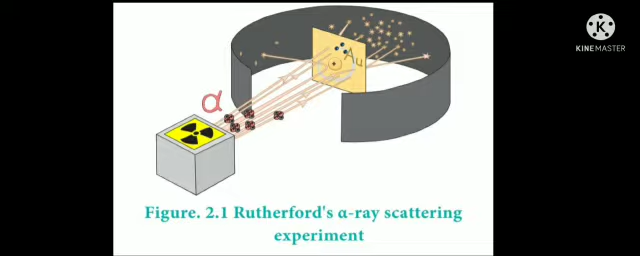 Au
α
K
KINEMASTER
Figure. 2.1 Rutherford's α-ray scattering
experiment